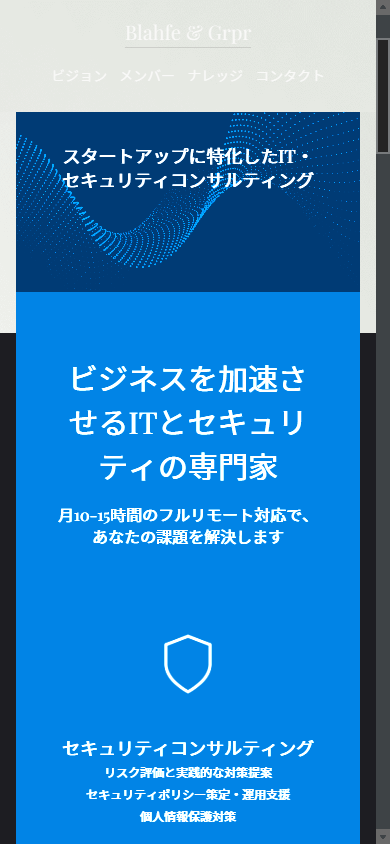 Blahfe & Grpr
ビジョン メンバー ナレッジ コンタクト
スタートアップに特化したIT・
セキュリティコンサルティング
ビジネスを加速さ
せるITとセキュリ
ティの専門家
月10-15時間のフルリモート対応で、
あなたの課題を解決します
セキュリティコンサルティング
リスク評価と実践的な対策提案
セキュリティポリシー策定・運用支援
個人情報保護対策